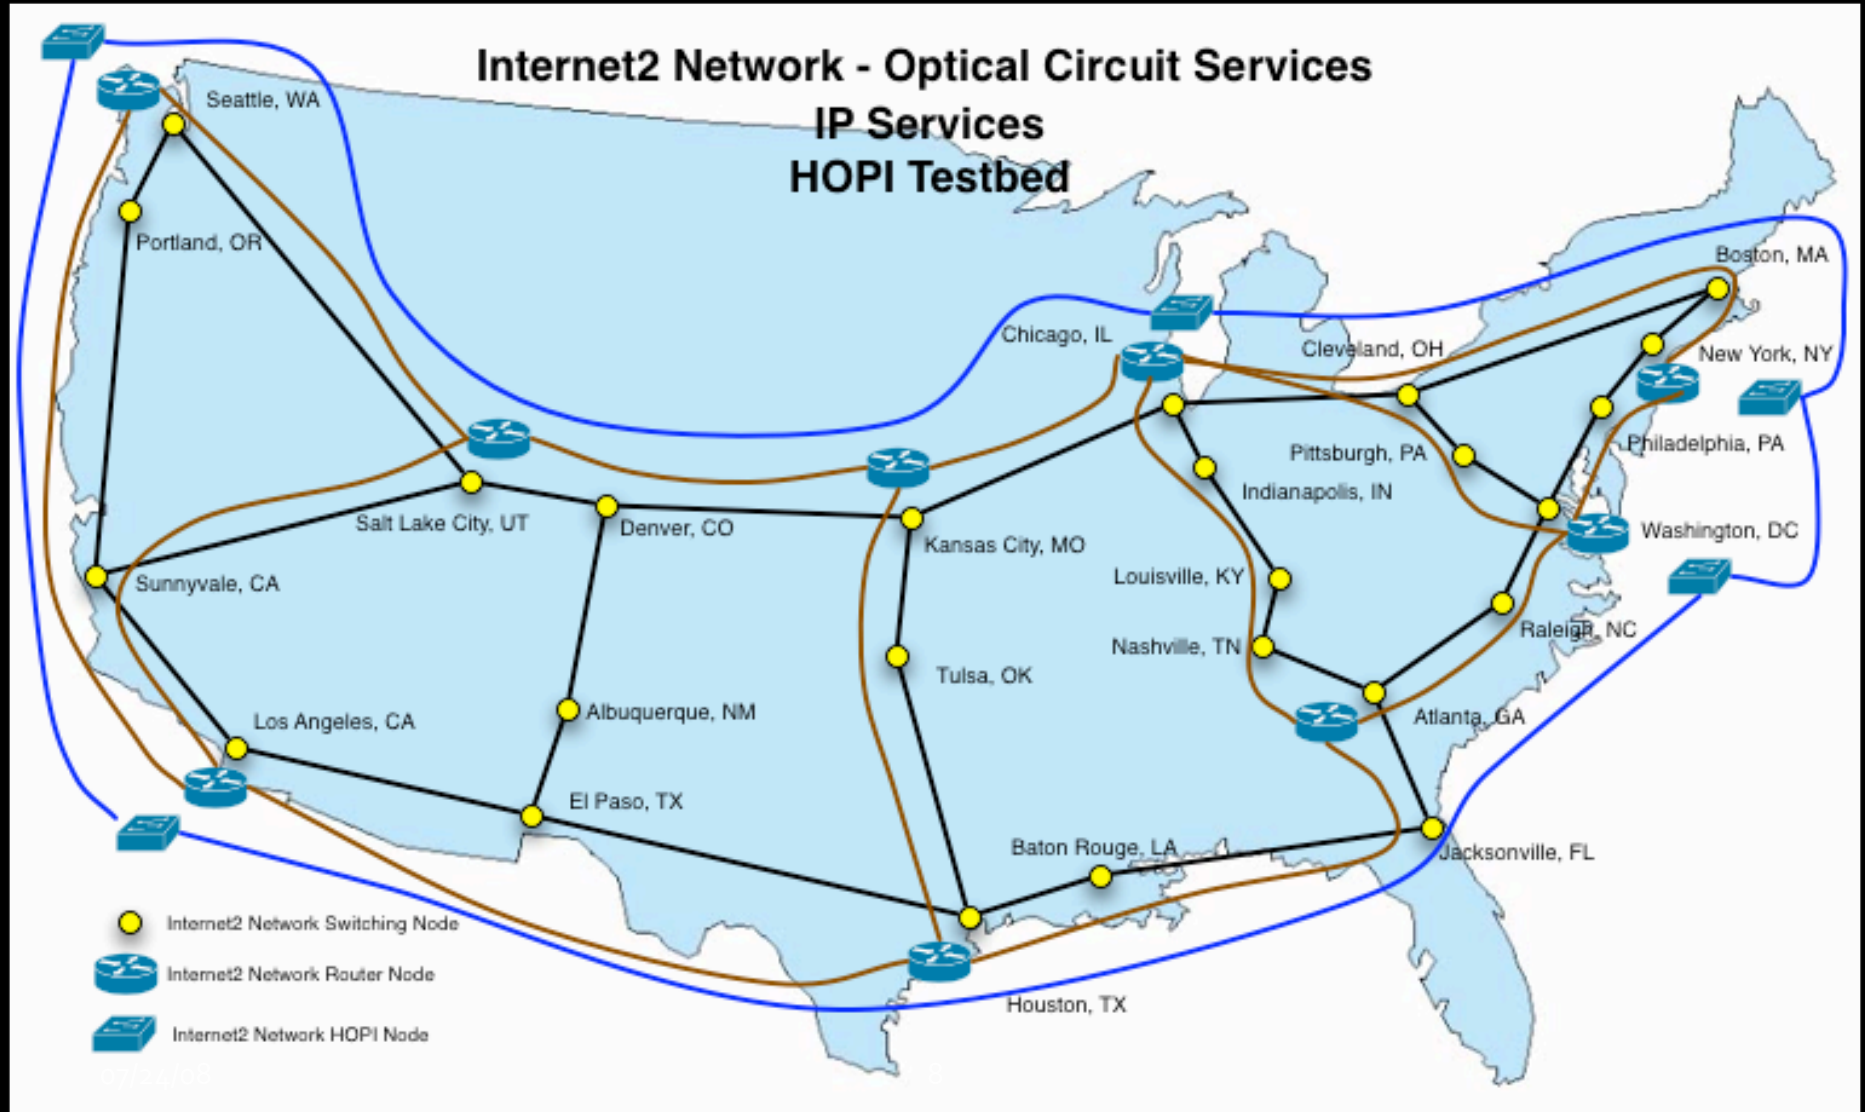 Internet2 Network - Optical Circuit Services
IP Services
HOPI Testbed
Seattle, WA
Portland, OR
Boston, MA
Chicago, IL
Cleveland, OH
New York, NY
Philadelphia, PA
Pittsburgh, PA
Indianapolis, IN
Salt Lake City, UT
Denver, CO
Kansas City, MO
Washington, DC
Sunnyvale, CA
Louisville, KY
Raleigh, NC
Nashville, TN
Tulsa, OK
Los Angeles, CA
Albuquerque, NM
Atlanta, GA
El Paso, TX
Baton Rouge, LA
Jacksonville, FL
Internet2 Network Switching Node
Internet2 Network Router Node
Houston, TX
Internet2 Network HOPI Node
07/24/08
8